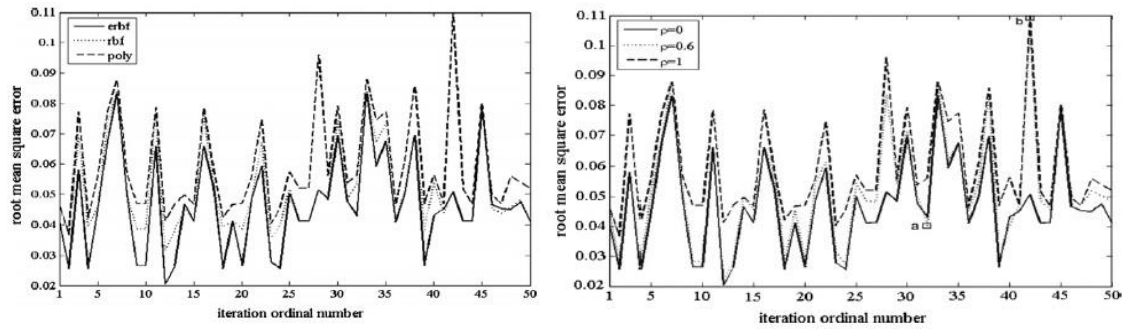 0.11
0.1
0.09
0.08
0.07
0.06
0.05
0.04
0.03
0.02
root mean square error
erbf
rbf
poly
1 5 10 15 20 25 30 35 40 45 50
iteration ordinal number
0.11
0.1
0.09
0.08
0.07
0.06
0.05
0.04
0.03
0.02
root mean square error
ρ=0
ρ=0.6
ρ=1
b
a
1 5 10 15 20 25 30 35 40 45 50
iteration ordinal number